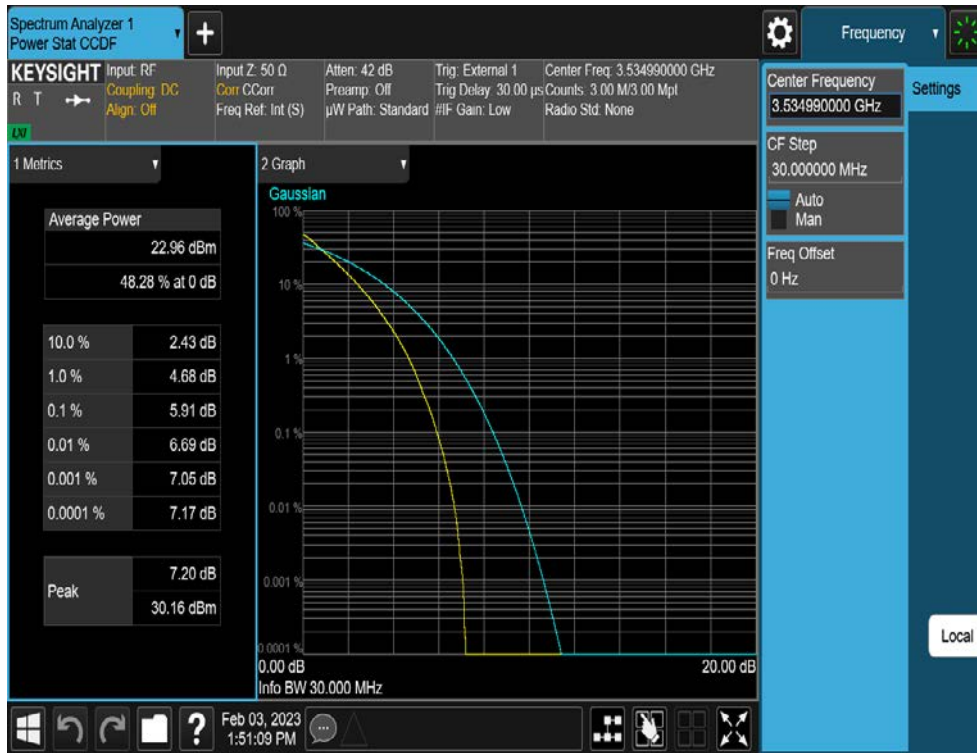 Spectrum Analyzer 1
Power Stat CCDF
+
Frequency
KEYSIGHT
R T
LXI
Input: RF
Coupling: DC
Align: Off
Input Z: 50 Ω
Corr CCorr
Freq Ref: Int (S)
Atten: 42 dB
Preamp: Off
µW Path: Standard
Trig: External 1
Trig Delay: 30.00 µs
#IF Gain: Low
Center Freq: 3.534990000 GHz
Counts: 3.00 M/3.00 Mpt
Radio Std: None
Center Frequency
3.534990000 GHz
Settings
CF Step
30.000000 MHz
Auto
Man
Freq Offset
0 Hz
Local
1 Metrics
Average Power
22.96 dBm
48.28 % at 0 dB
10.0 % 2.43 dB
1.0 % 4.68 dB
0.1 % 5.91 dB
0.01 % 6.69 dB
0.001 % 7.05 dB
0.0001 % 7.17 dB
Peak
7.20 dB
30.16 dBm
2 Graph
Gaussian
100 %
10 %
1 %
0.1 %
0.01 %
0.001 %
0.0001 %
0.00 dB 20.00 dB
Info BW 30.000 MHz
?
Feb 03, 2023
1:51:09 PM